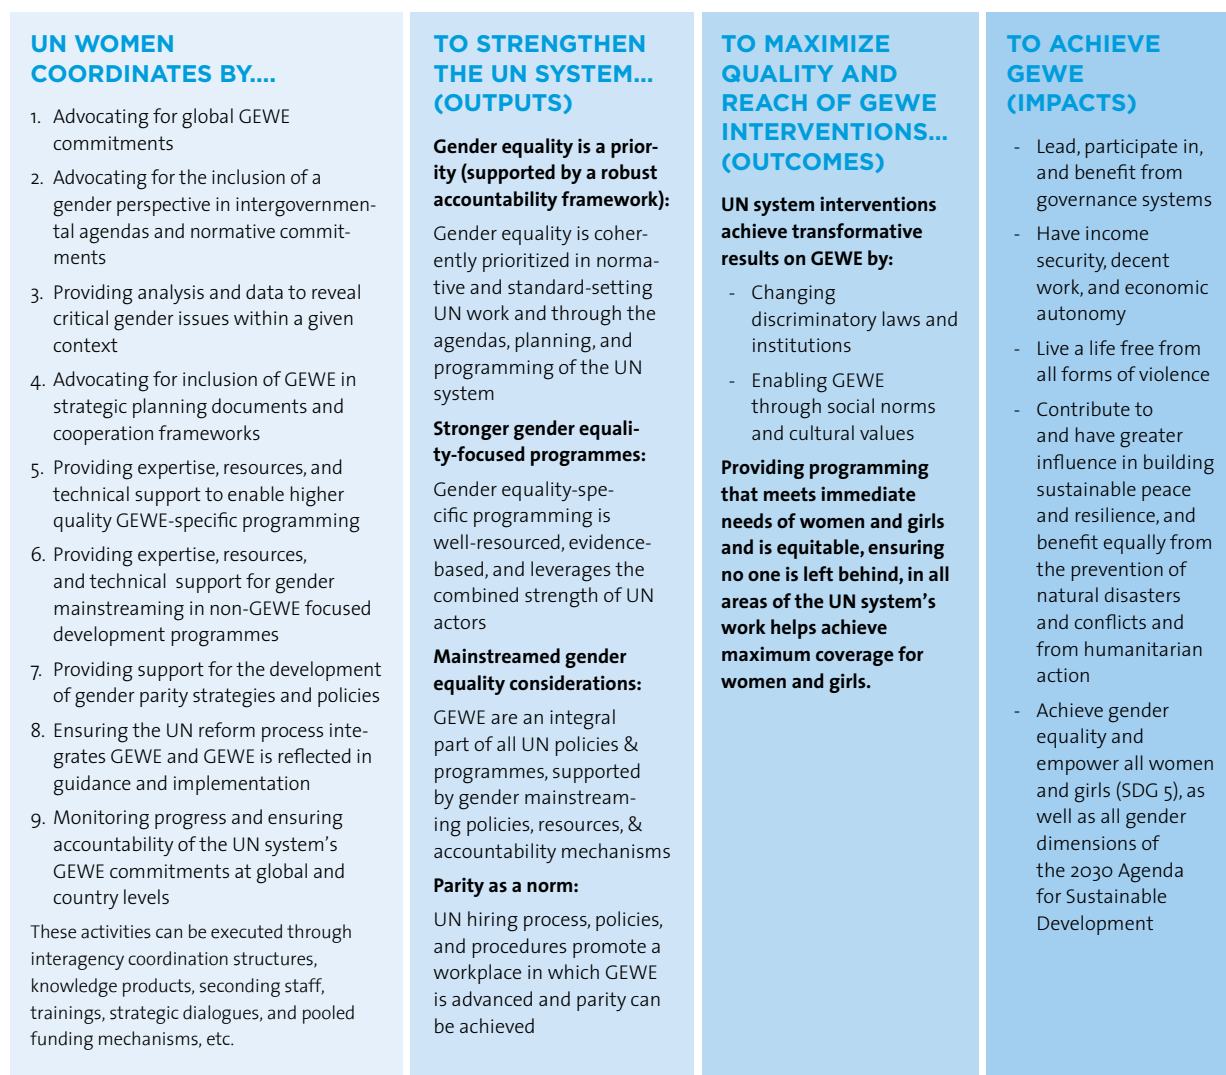 UN WOMEN
COORDINATES BY....
1. Advocating for global GEWE
commitments
2. Advocating for the inclusion of a
gender perspective in intergovernmen-
tal agendas and normative commit-
ments
3. Providing analysis and data to reveal
critical gender issues within a given
context
4. Advocating for inclusion of GEWE in
strategic planning documents and
cooperation frameworks
5. Providing expertise, resources, and
technical support to enable higher
quality GEWE-specific programming
6. Providing expertise, resources,
and technical support for gender
mainstreaming in non-GEWE focused
development programmes
7. Providing support for the development
of gender parity strategies and policies
8. Ensuring the UN reform process inte-
grates GEWE and GEWE is reflected in
guidance and implementation
9. Monitoring progress and ensuring
accountability of the UN system's
GEWE commitments at global and
country levels
These activities can be executed through
interagency coordination structures,
knowledge products, seconding staff,
trainings, strategic dialogues, and pooled
funding mechanisms, etc.
TO STRENGTHEN
THE UN SYSTEM...
(OUTPUTS)
Gender equality is a prior-
ity (supported by a robust
accountability framework):
Gender equality is coher-
ently prioritized in norma-
tive and standard-setting
UN work and through the
agendas, planning, and
programming of the UN
system
Stronger gender equali-
ty-focused programmes:
Gender equality-spe-
cific programming is
well-resourced, evidence-
based, and leverages the
combined strength of UN
actors
Mainstreamed gender
equality considerations:
GEWE are an integral
part of all UN policies &
programmes, supported
by gender mainstream-
ing policies, resources, &
accountability mechanisms
Parity as a norm:
UN hiring process, policies,
and procedures promote a
workplace in which GEWE
is advanced and parity can
be achieved
TO MAXIMIZE
QUALITY AND
REACH OF GEWE
INTERVENTIONS...
(OUTCOMES)
UN system interventions
achieve transformative
results on GEWE by:
- Changing
discriminatory laws and
institutions
- Enabling GEWE
through social norms
and cultural values
Providing programming
that meets immediate
needs of women and girls
and is equitable, ensuring
no one is left behind, in all
areas of the UN system's
work helps achieve
maximum coverage for
women and girls.
TO ACHIEVE
GEWE
(IMPACTS)
- Lead, participate in,
and benefit from
governance systems
- Have income
security, decent
work, and economic
autonomy
- Live a life free from
all forms of violence
- Contribute to
and have greater
influence in building
sustainable peace
and resilience, and
benefit equally from
the prevention of
natural disasters
and conflicts and
from humanitarian
action
- Achieve gender
equality and
empower all women
and girls (SDG 5), as
well as all gender
dimensions of
the 2030 Agenda
for Sustainable
Development